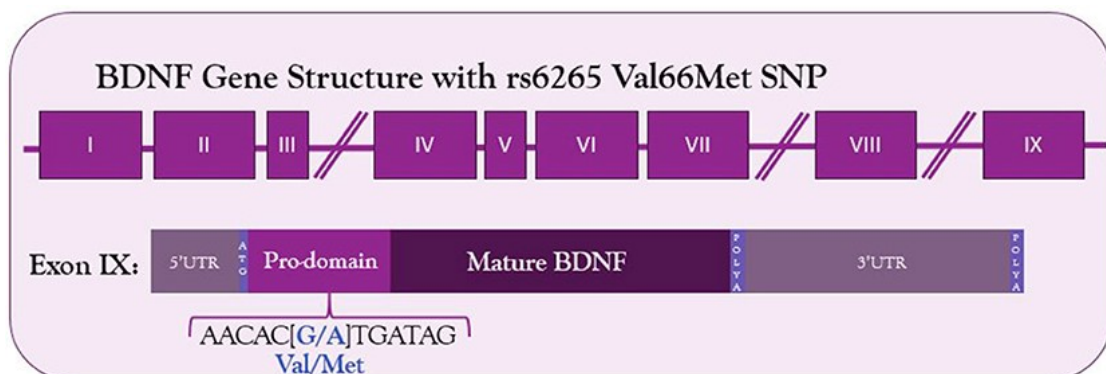 BDNF Gene Structure with rs6265 Val66Met SNP
I II III IV V VI VII VIII IX
Exon IX: 5'UTR ATG Pro-domain Mature BDNF POLYA 3'UTR POLYA
AACAC[G/A]TGATAG
Val/Met